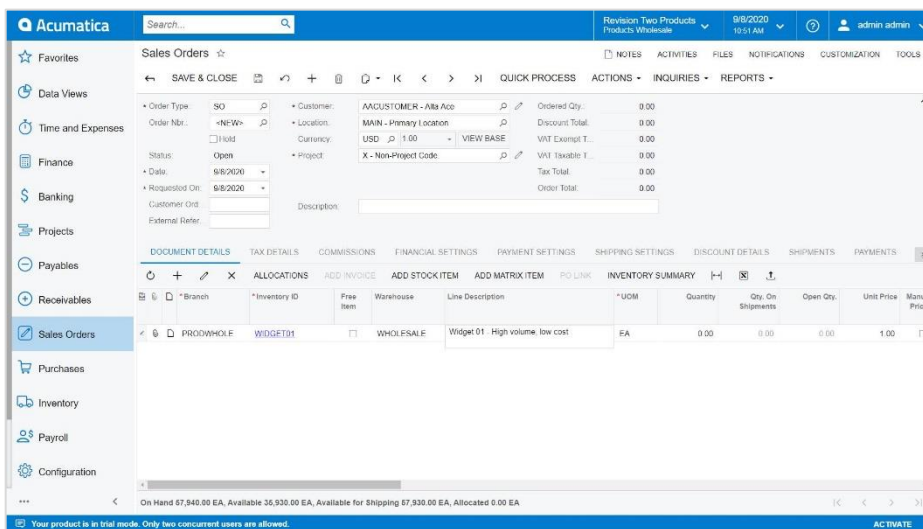 Acumatica
Search...
Revision Two Products
Products Wholesale
9/8/2020
10:51 AM
admin admin
Favorites
Data Views
Time and Expenses
Finance
Banking
Projects
Payables
Receivables
Sales Orders
Purchases
Inventory
Payroll
Configuration
Sales Orders
NOTES ACTIVITIES FILES NOTIFICATIONS CUSTOMIZATION TOOLS
SAVE & CLOSE QUICK PROCESS ACTIONS INQUIRIES REPORTS
Order Type: SO Customer: AACUSTOMER - Alta Ace Ordered Qty.: 0.00
Order Nbr.: <NEW> Location: MAIN - Primary Location Discount Total: 0.00
Hold Currency: USD 1.00 VIEW BASE VAT Exempt T... 0.00
Status: Open Project: X - Non-Project Code VAT Taxable T... 0.00
Date: 9/8/2020 Tax Total: 0.00
Requested On: 9/8/2020 Order Total: 0.00
Customer Ord... Description:
External Refer...
DOCUMENT DETAILS TAX DETAILS COMMISSIONS FINANCIAL SETTINGS PAYMENT SETTINGS SHIPPING SETTINGS DISCOUNT DETAILS SHIPMENTS PAYMENTS
ALLOCATIONS ADD INVOICE ADD STOCK ITEM ADD MATRIX ITEM PO LINK INVENTORY SUMMARY
*Branch *Inventory ID Free Item Warehouse Line Description *UOM Quantity Qty. On Shipments Open Qty. Unit Price Manu Pric
PRODWHOLE WIDGET01 WHOLESALE Widget 01 - High volume, low cost EA 0.00 0.00 0.00 1.00
On Hand 57,940.00 EA, Available 35,930.00 EA, Available for Shipping 57,930.00 EA, Allocated 0.00 EA
Your product is in trial mode. Only two concurrent users are allowed.
ACTIVATE